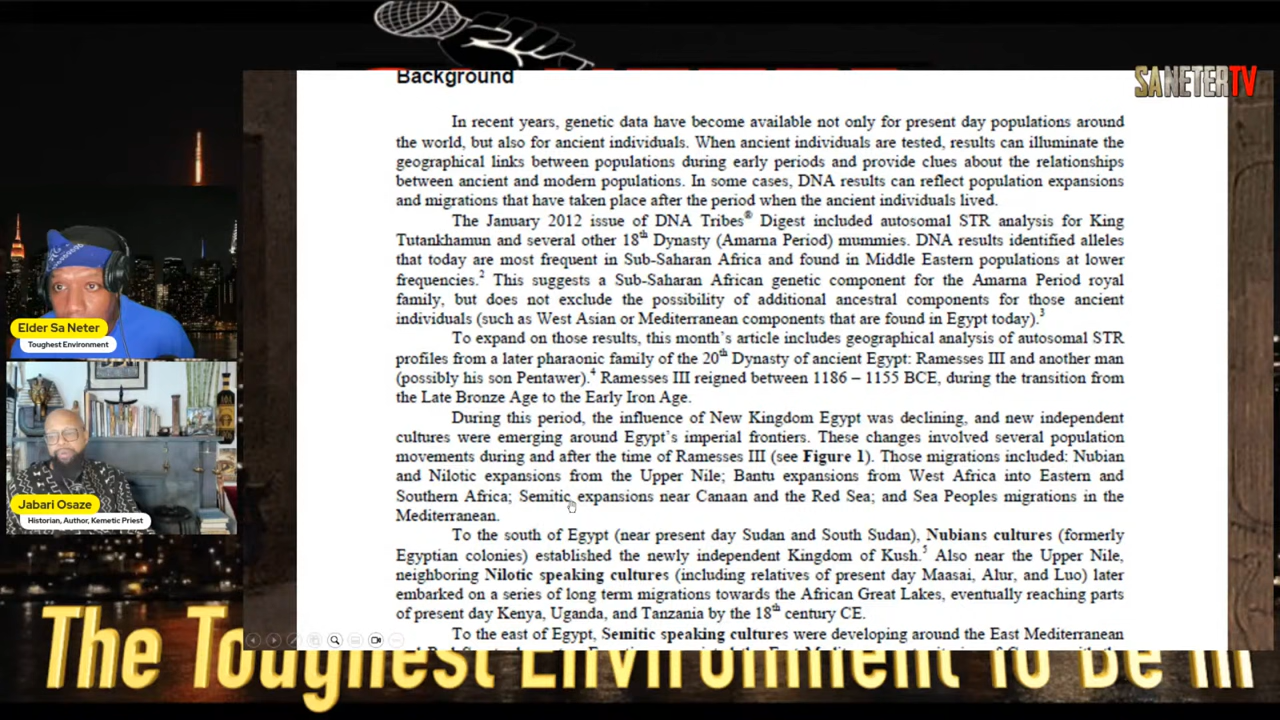 Background
SANETERTV
In recent years, genetic data have become available not only for present day populations around
the world, but also for ancient individuals. When ancient individuals are tested, results can illuminate the
geographical links between populations during early periods and provide clues about the relationships
between ancient and modern populations. In some cases, DNA results can reflect population expansions
and migrations that have taken place after the period when the ancient individuals lived.
The January 2012 issue of DNA Tribes® Digest included autosomal STR analysis for King
Tutankhamun and several other 18th Dynasty (Amarna Period) mummies. DNA results identified alleles
that today are most frequent in Sub-Saharan Africa and found in Middle Eastern populations at lower
frequencies.2 This suggests a Sub-Saharan African genetic component for the Amarna Period royal
family, but does not exclude the possibility of additional ancestral components for those ancient
individuals (such as West Asian or Mediterranean components that are found in Egypt today).3
To expand on those results, this month's article includes geographical analysis of autosomal STR
profiles from a later pharaonic family of the 20th Dynasty of ancient Egypt: Ramesses III and another man
(possibly his son Pentawer).4 Ramesses III reigned between 1186 – 1155 BCE, during the transition from
the Late Bronze Age to the Early Iron Age.
During this period, the influence of New Kingdom Egypt was declining, and new independent
cultures were emerging around Egypt's imperial frontiers. These changes involved several population
movements during and after the time of Ramesses III (see Figure 1). Those migrations included: Nubian
and Nilotic expansions from the Upper Nile; Bantu expansions from West Africa into Eastern and
Southern Africa; Semitic expansions near Canaan and the Red Sea; and Sea Peoples migrations in the
Mediterranean.
To the south of Egypt (near present day Sudan and South Sudan), Nubians cultures (formerly
Egyptian colonies) established the newly independent Kingdom of Kush.5 Also near the Upper Nile,
neighboring Nilotic speaking cultures (including relatives of present day Maasai, Alur, and Luo) later
embarked on a series of long term migrations towards the African Great Lakes, eventually reaching parts
of present day Kenya, Uganda, and Tanzania by the 18th century CE.
To the east of Egypt, Semitic speaking cultures were developing around the East Mediterranean
Elder Sa Neter
Toughest Environment
Jabari Osaze
Historian, Author, Kemetic Priest
The Toughest Environment To Be In